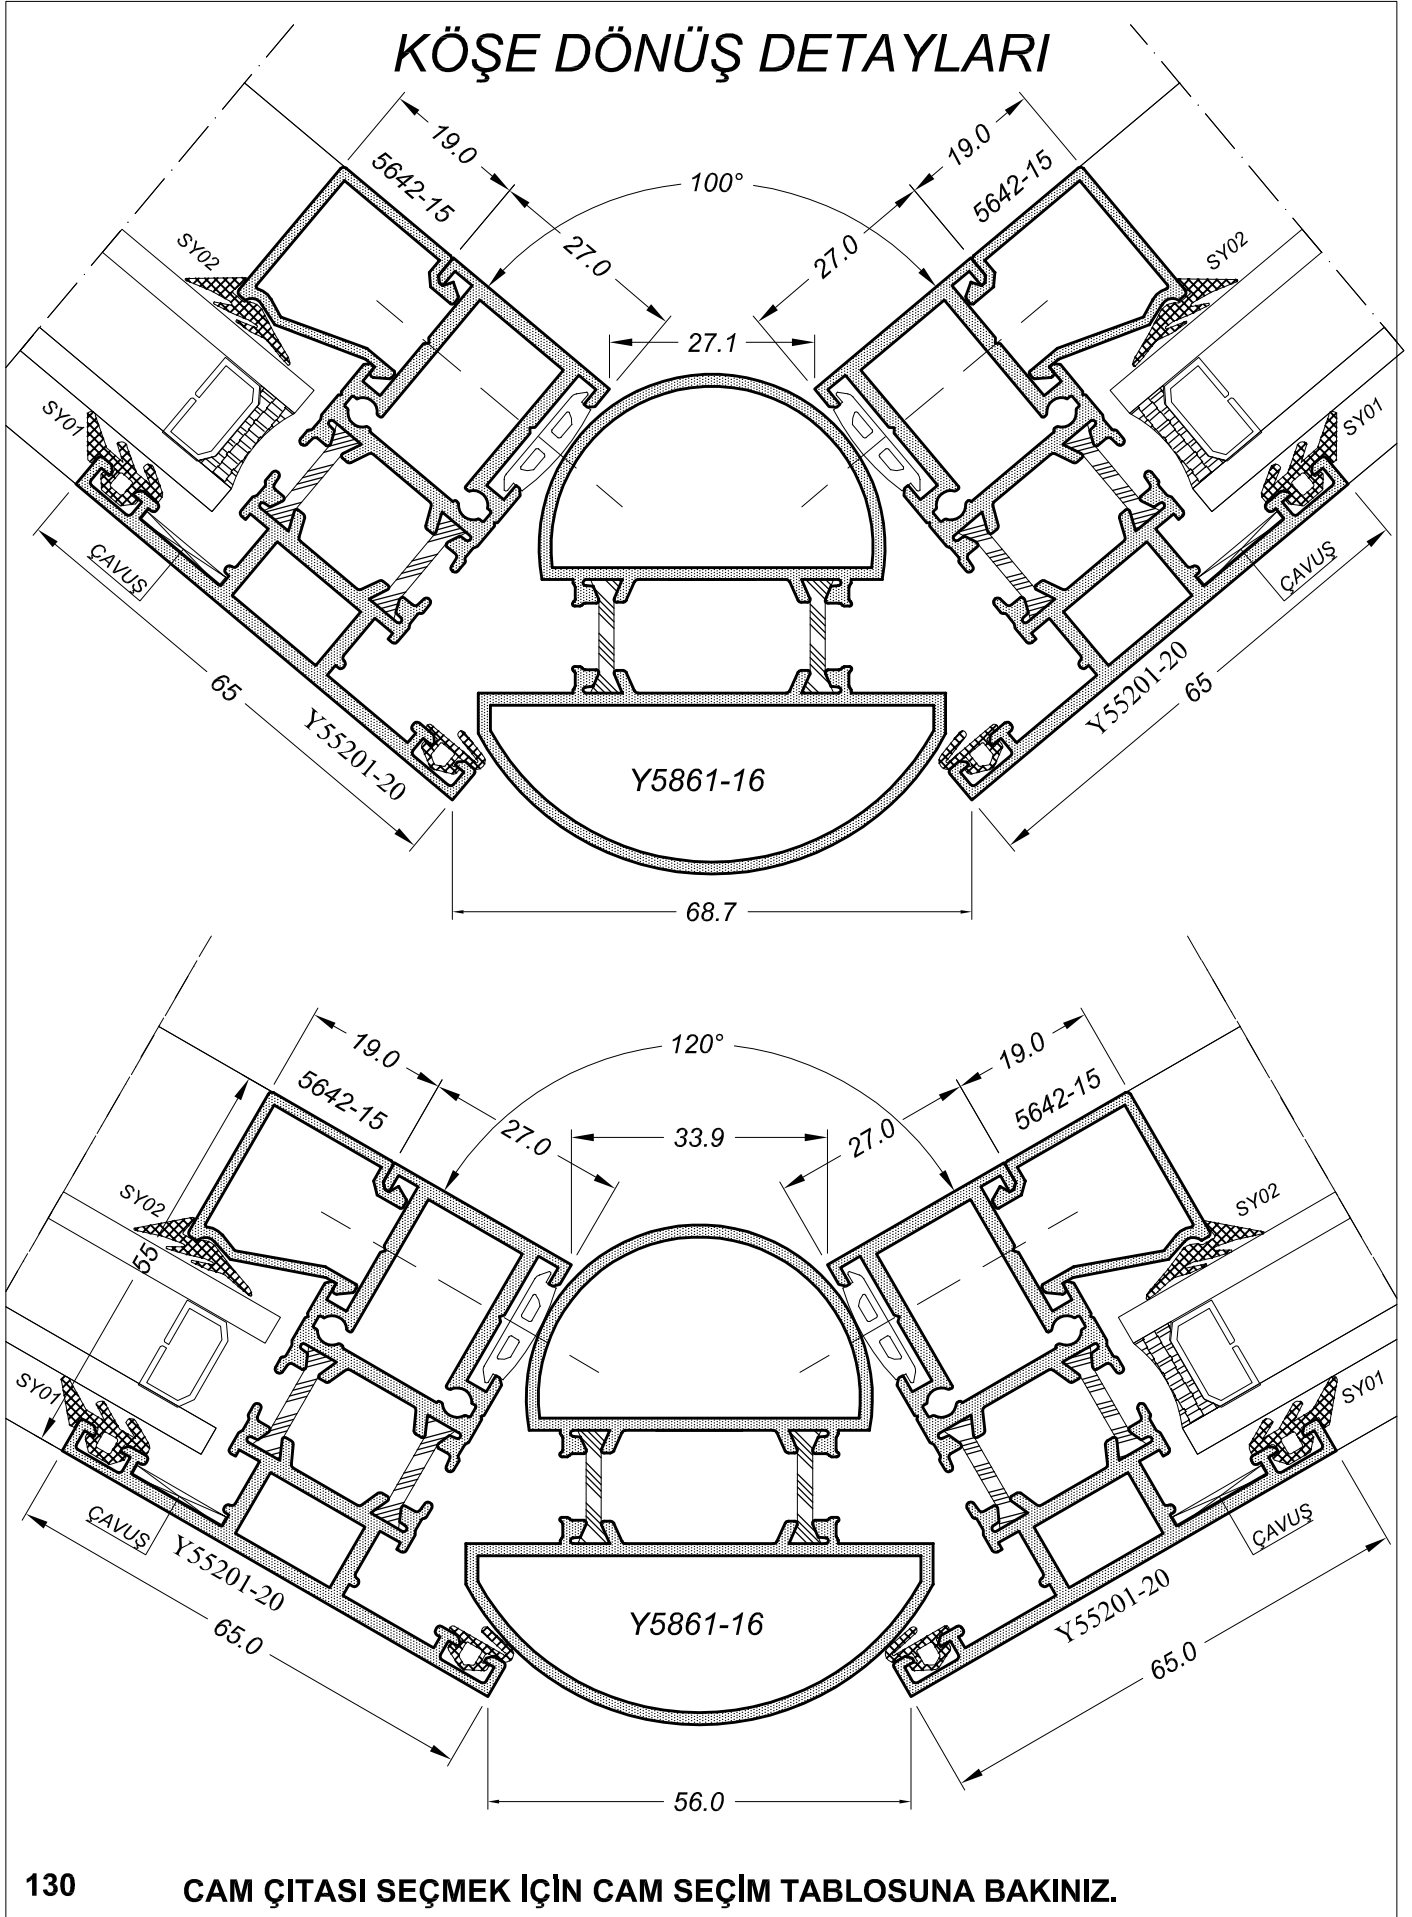 KÖŞE DÖNÜŞ DETAYLARI
19.0
19.0
5642-15
100°
5642-15
SY02
27.0
27.0
SY02
27.1
SY01
SY01
ÇAVUŞ
ÇAVUŞ
65
Y55201-20
Y55201-20
65
Y5861-16
68.7
19.0
120°
19.0
5642-15
5642-15
27.0
33.9
27.0
SY02
SY02
55
SY01
SY01
ÇAVUŞ
ÇAVUŞ
Y55201-20
Y55201-20
65.0
Y5861-16
65.0
56.0
130
CAM ÇITASI SEÇMEK İÇİN CAM SEÇİM TABLOSUNA BAKINIZ.